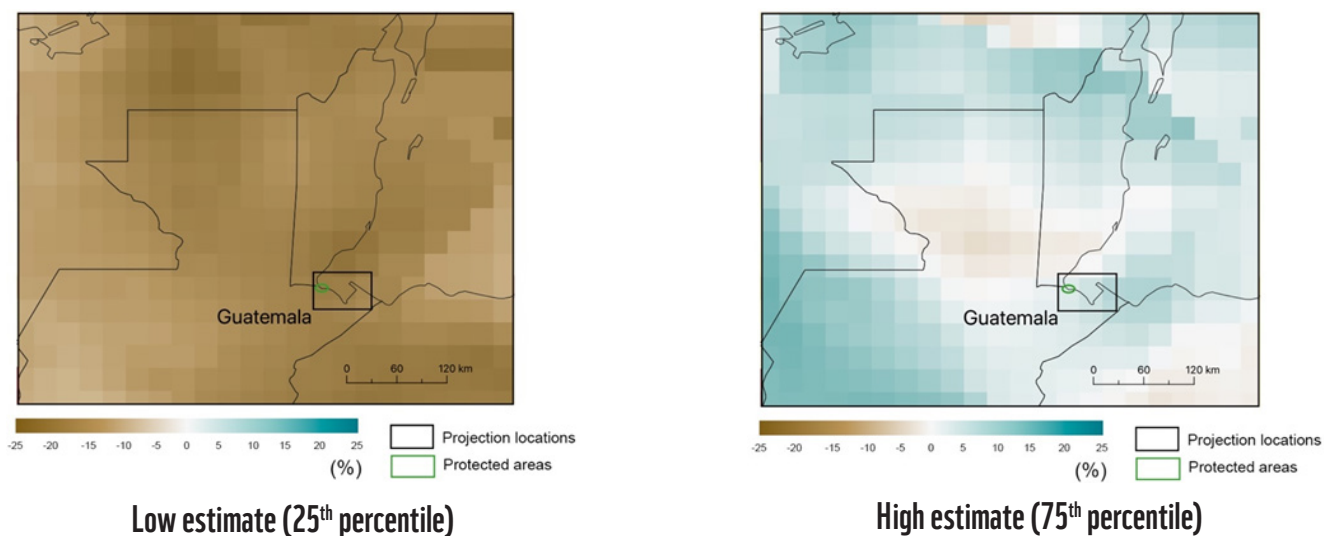 Guatemala
0 60 120 km
-25 -20 -15 -10 -5 0 5 10 15 20 25
(%)
Projection locations
Protected areas
Low estimate (25th percentile)
Guatemala
0 60 120 km
-25 -20 -15 -10 -5 0 5 10 15 20 25
(%)
Projection locations
Protected areas
High estimate (75th percentile)